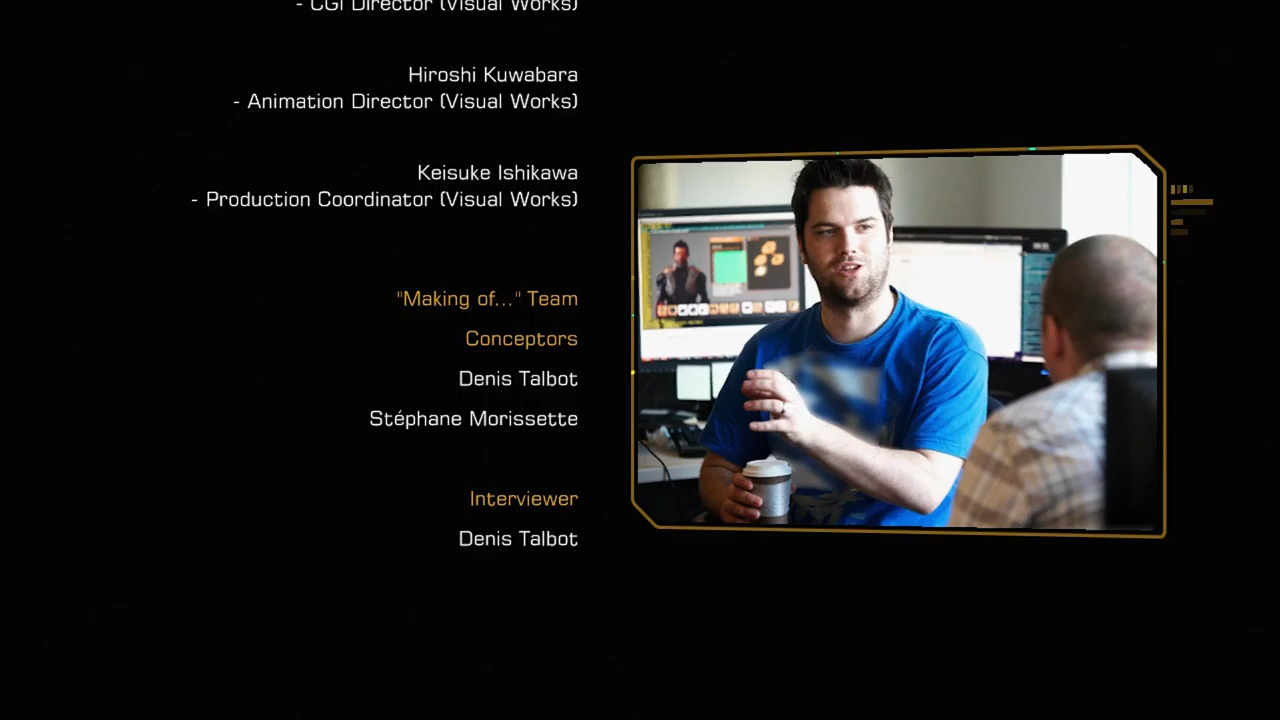 - CGI Director (Visual Works)
Hiroshi Kuwabara
- Animation Director (Visual Works)
Keisuke Ishikawa
- Production Coordinator (Visual Works)
"Making of..." Team
Conceptors
Denis Talbot
Stéphane Morissette
Interviewer
Denis Talbot